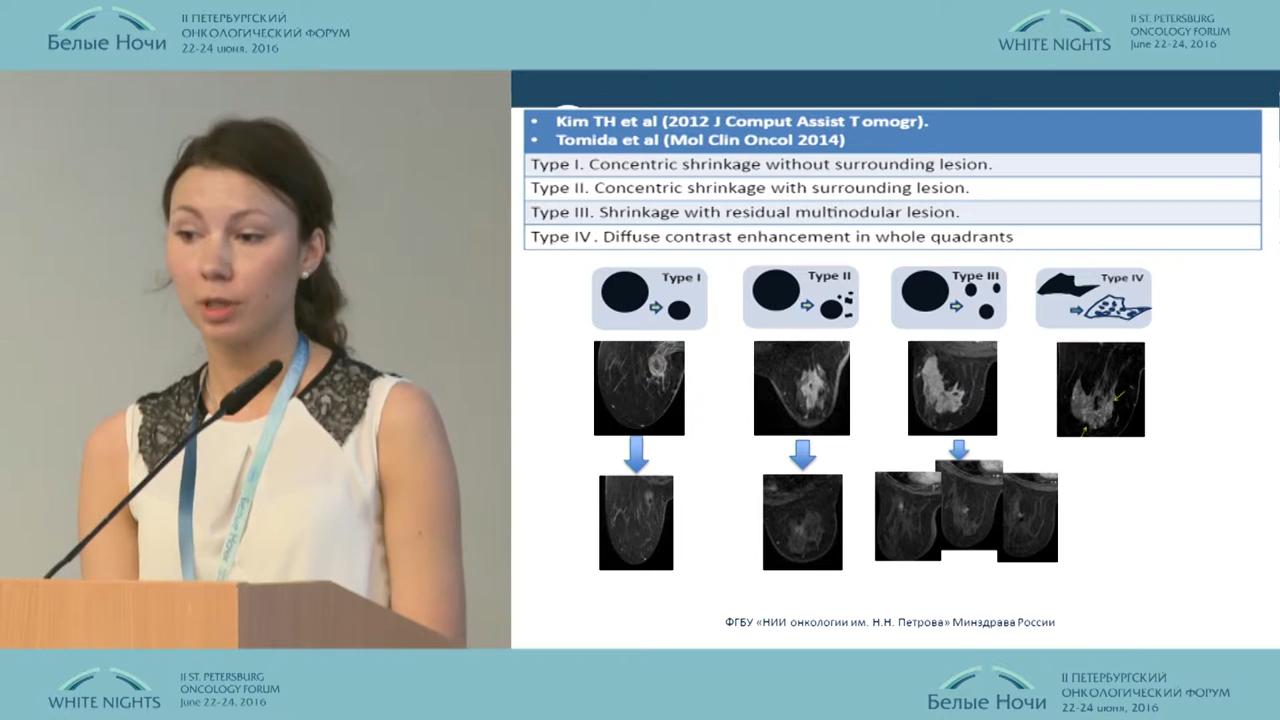 Белые Ночи
II ПЕТЕРБУРГСКИЙ
ОНКОЛОГИЧЕСКИЙ ФОРУМ
22-24 июня, 2016
WHITE NIGHTS
II ST. PETERSBURG
ONCOLOGY FORUM
June 22-24, 2016
• Kim TH et al (2012 J Comput Assist Tomogr).
• Tomida et al (Mol Clin Oncol 2014)
Type I. Concentric shrinkage without surrounding lesion.
Type II. Concentric shrinkage with surrounding lesion.
Type III. Shrinkage with residual multinodular lesion.
Type IV. Diffuse contrast enhancement in whole quadrants
Type I
Type II
Type III
Type IV
Белые Ночи
ФГБУ «НИИ онкологии им. Н.Н. Петрова» Минздрава России
WHITE NIGHTS
II ST. PETERSBURG
ONCOLOGY FORUM
June 22-24, 2016
Белые Ночи
II ПЕТЕРБУРГСКИЙ
ОНКОЛОГИЧЕСКИЙ ФОРУМ
22-24 июня, 2016